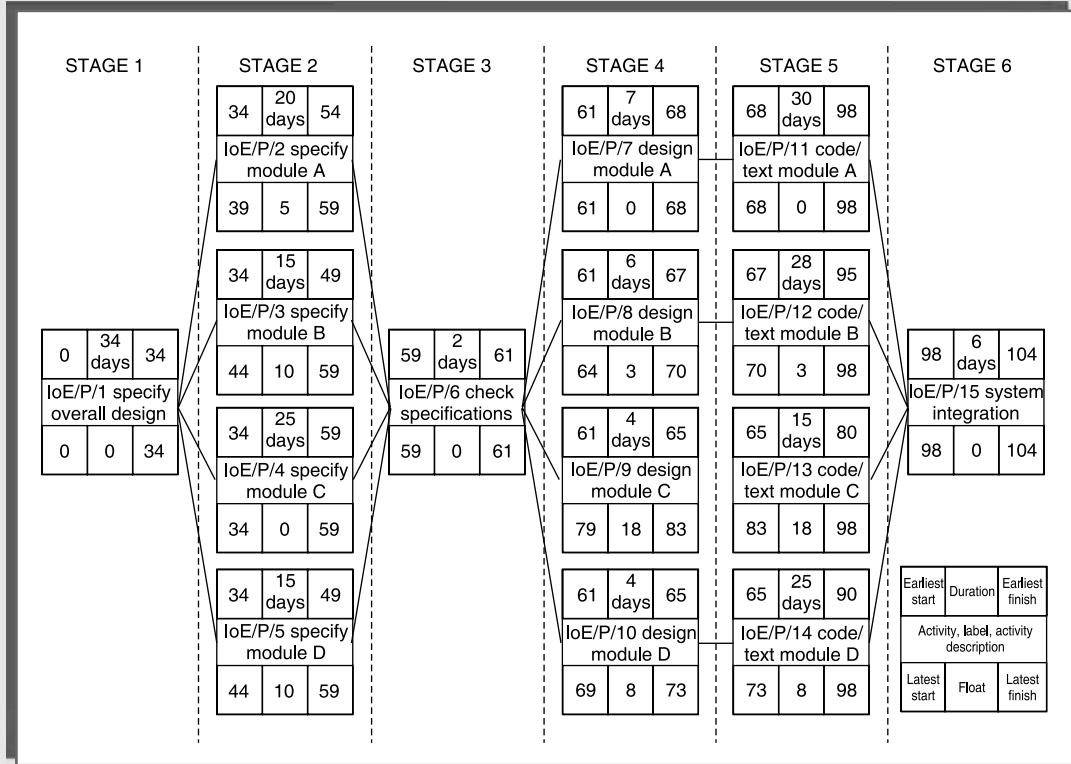 STAGE 1
STAGE 2
STAGE 3
STAGE 4
STAGE 5
STAGE 6
0
34
days
34
IoE/P/1 specify
overall design
0
0
34
34
20
days
54
IoE/P/2 specify
module A
39
5
59
34
15
days
49
IoE/P/3 specify
module B
44
10
59
34
25
days
59
IoE/P/4 specify
module C
34
0
59
34
15
days
49
IoE/P/5 specify
module D
44
10
59
59
2
days
61
IoE/P/6 check
specifications
59
0
61
61
7
days
68
IoE/P/7 design
module A
61
0
68
61
6
days
67
IoE/P/8 design
module B
64
3
70
61
4
days
65
IoE/P/9 design
module C
79
18
83
61
4
days
65
IoE/P/10 design
module D
69
8
73
68
30
days
98
IoE/P/11 code/
text module A
68
0
98
67
28
days
95
IoE/P/12 code/
text module B
70
3
98
65
15
days
80
IoE/P/13 code/
text module C
83
18
98
65
25
days
90
IoE/P/14 code/
text module D
73
8
98
98
6
days
104
IoE/P/15 system
integration
98
0
104
Earliest
start
Duration
Earliest
finish
Activity, label, activity
description
Latest
start
Float
Latest
finish